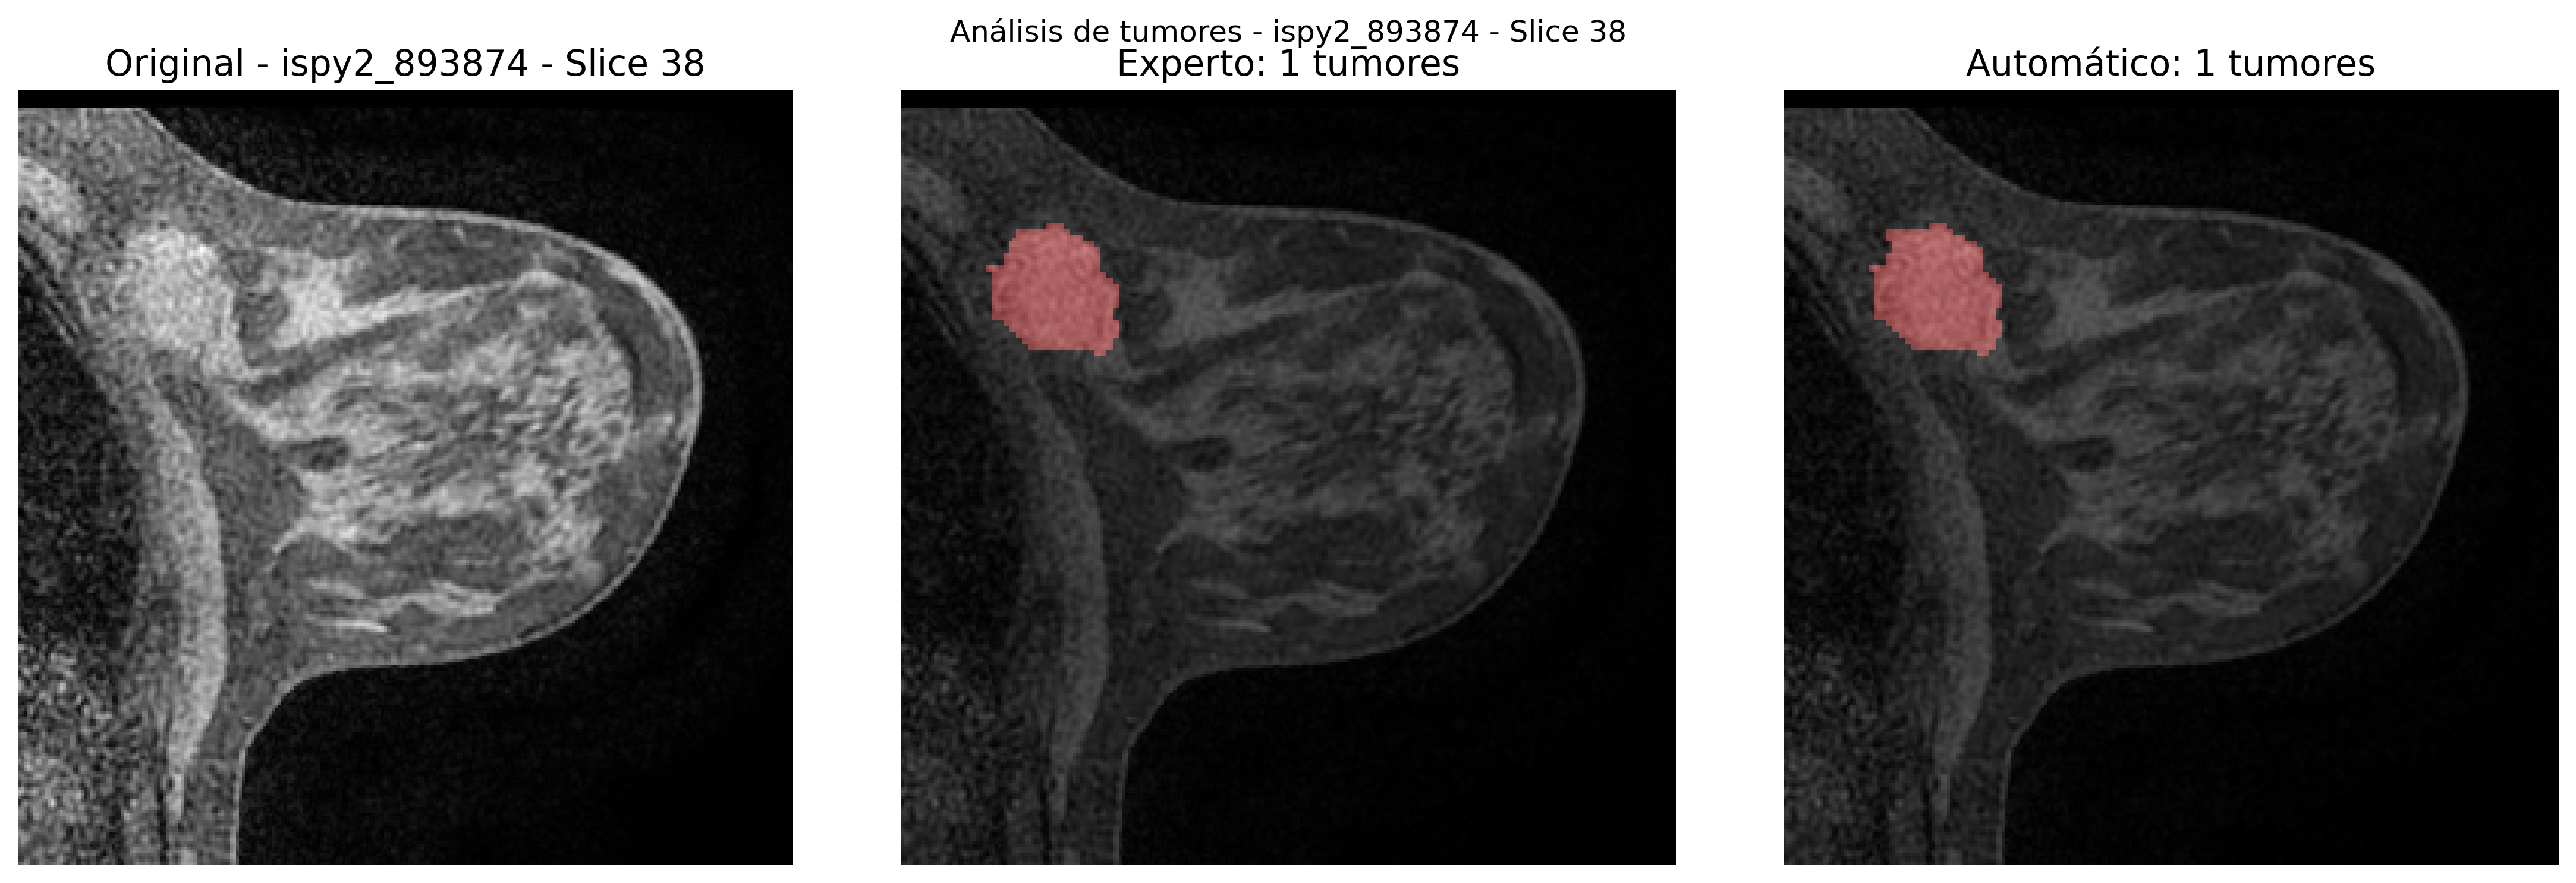 Análisis de tumores - ispy2_893874 - Slice 38
Original - ispy2_893874 - Slice 38
Experto: 1 tumores
Automático: 1 tumores